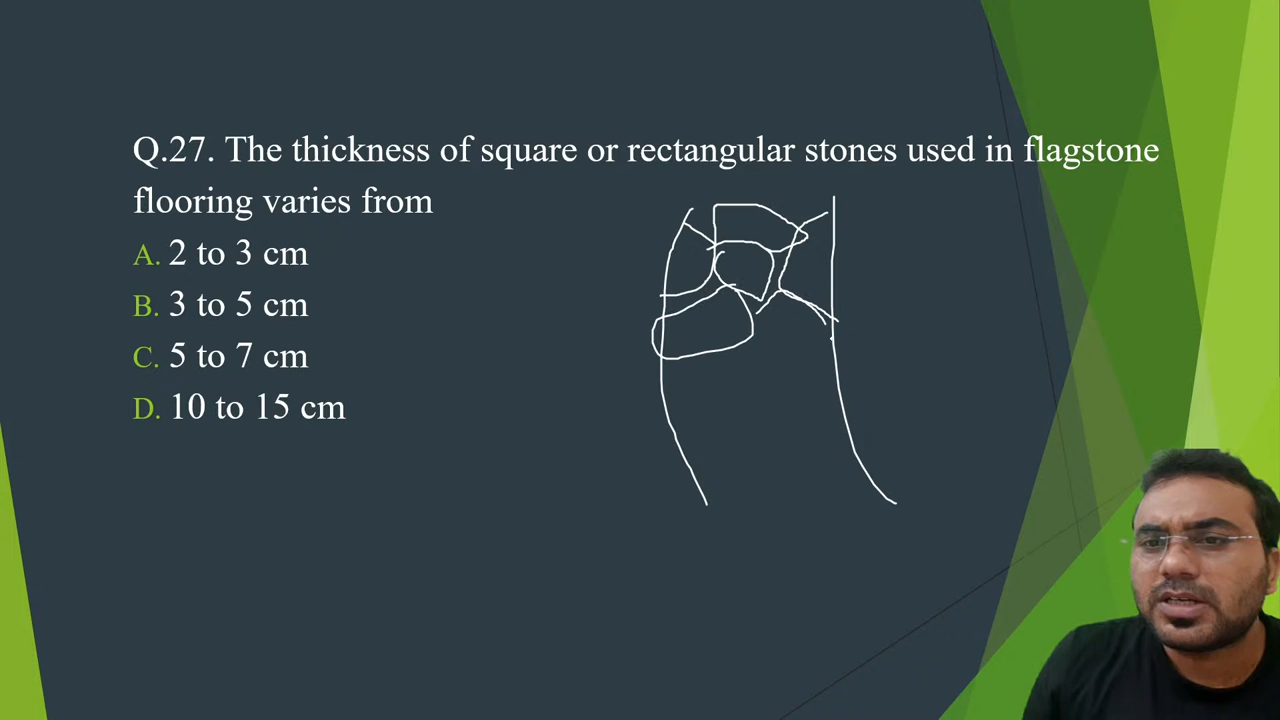 Q.27. The thickness of square or rectangular stones used in flagstone
flooring varies from
A. 2 to 3 cm
B. 3 to 5 cm
C. 5 to 7 cm
D. 10 to 15 cm